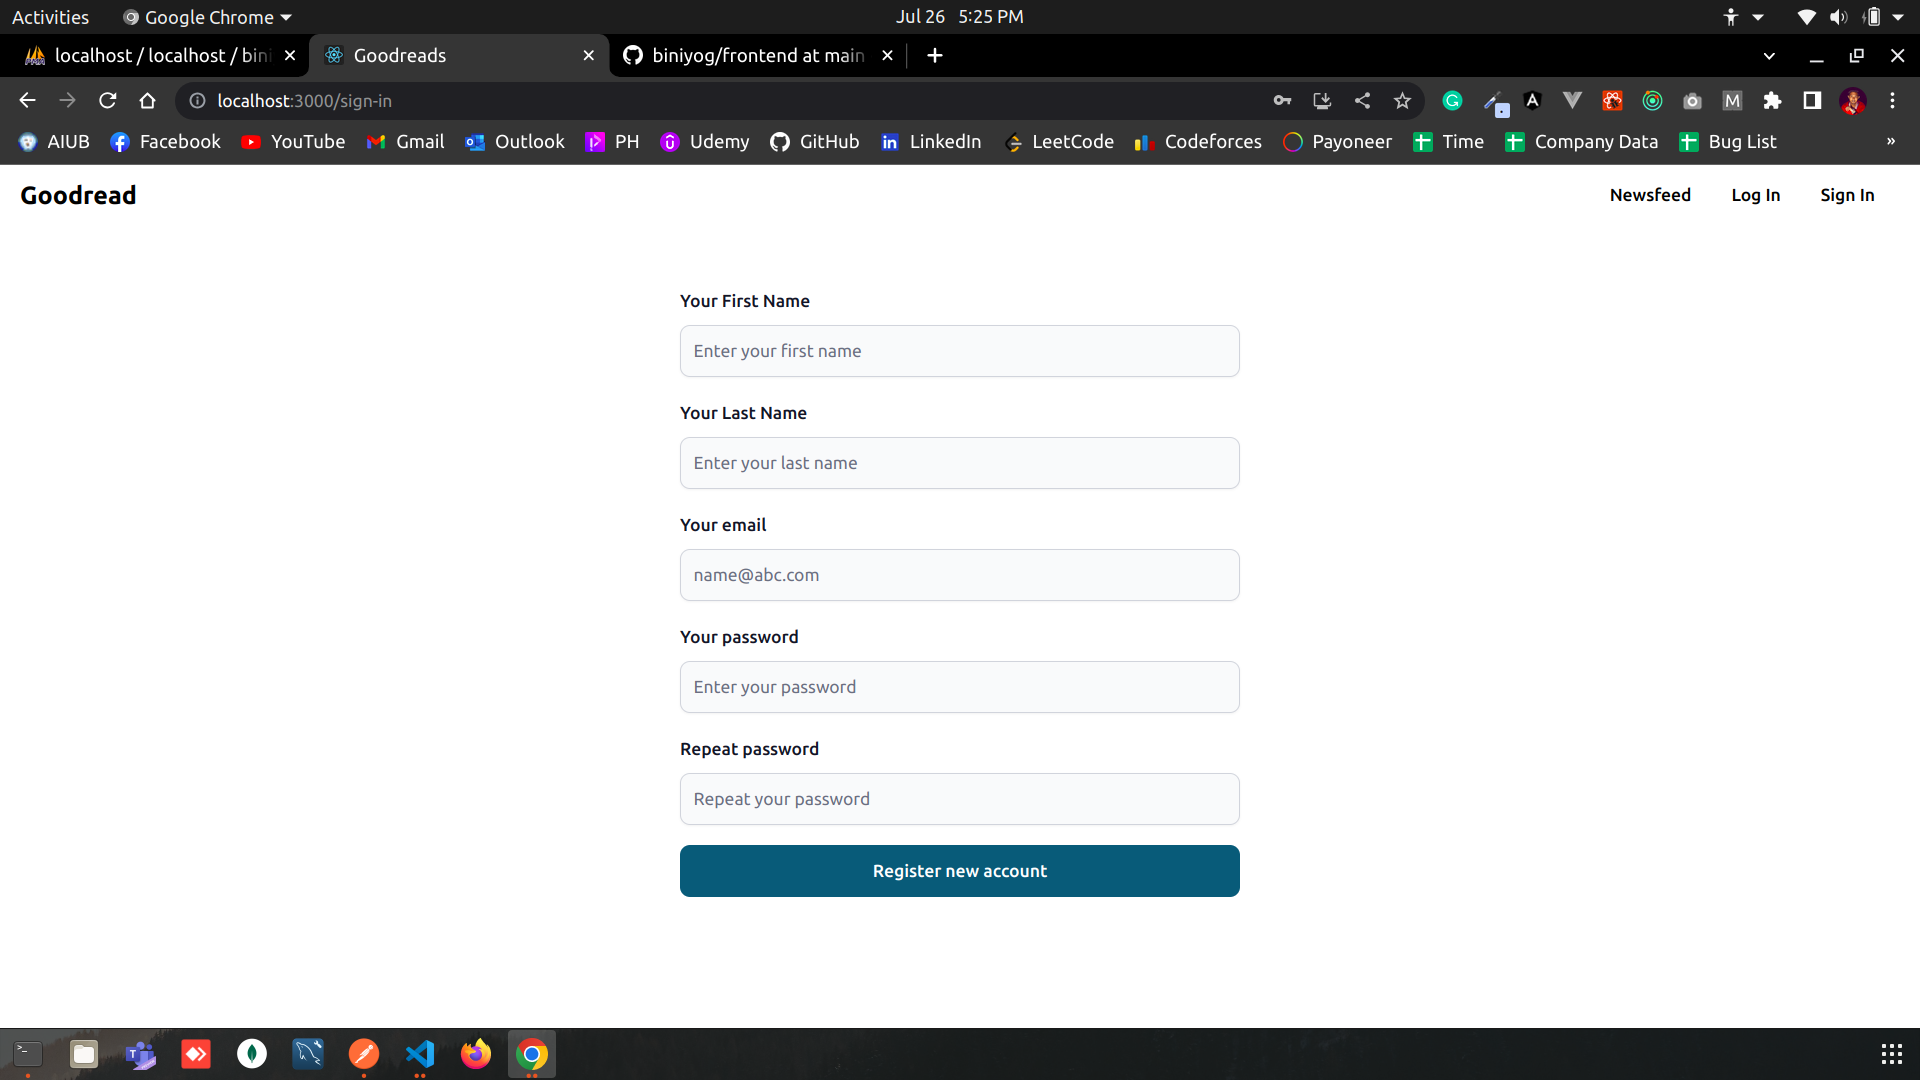 Activities Google Chrome Jul 26 5:25 PM
localhost / localhost / bini Goodreads biniyog/frontend at main
localhost:3000/sign-in
AIUB Facebook YouTube Gmail Outlook PH Udemy GitHub LinkedIn LeetCode Codeforces Payoneer Time Company Data Bug List »
Goodread Newsfeed Log In Sign In
Your First Name
Enter your first name
Your Last Name
Enter your last name
Your email
name@abc.com
Your password
Enter your password
Repeat password
Repeat your password
Register new account